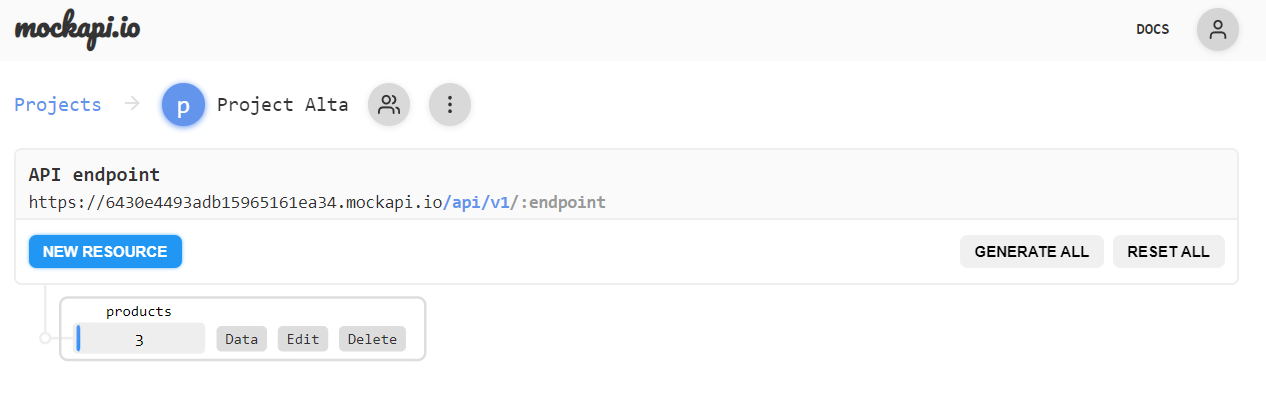 mockapi.io
DOCS
Projects p Project Alta
API endpoint
https://6430e4493adb15965161ea34.mockapi.io/api/v1/:endpoint
NEW RESOURCE GENERATE ALL RESET ALL
products
3 Data Edit Delete